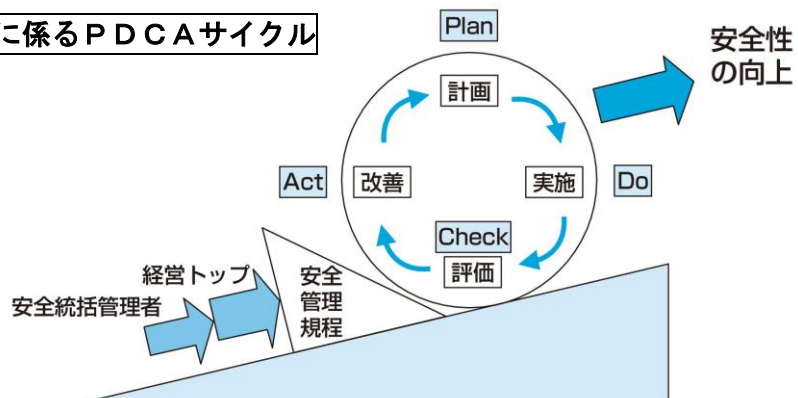 に係るＰＤＣＡサイクル
Plan
計画
安全性
の向上
Act
改善
実施
Do
Check
評価
経営トップ
安全統括管理者
安全
管理
規程